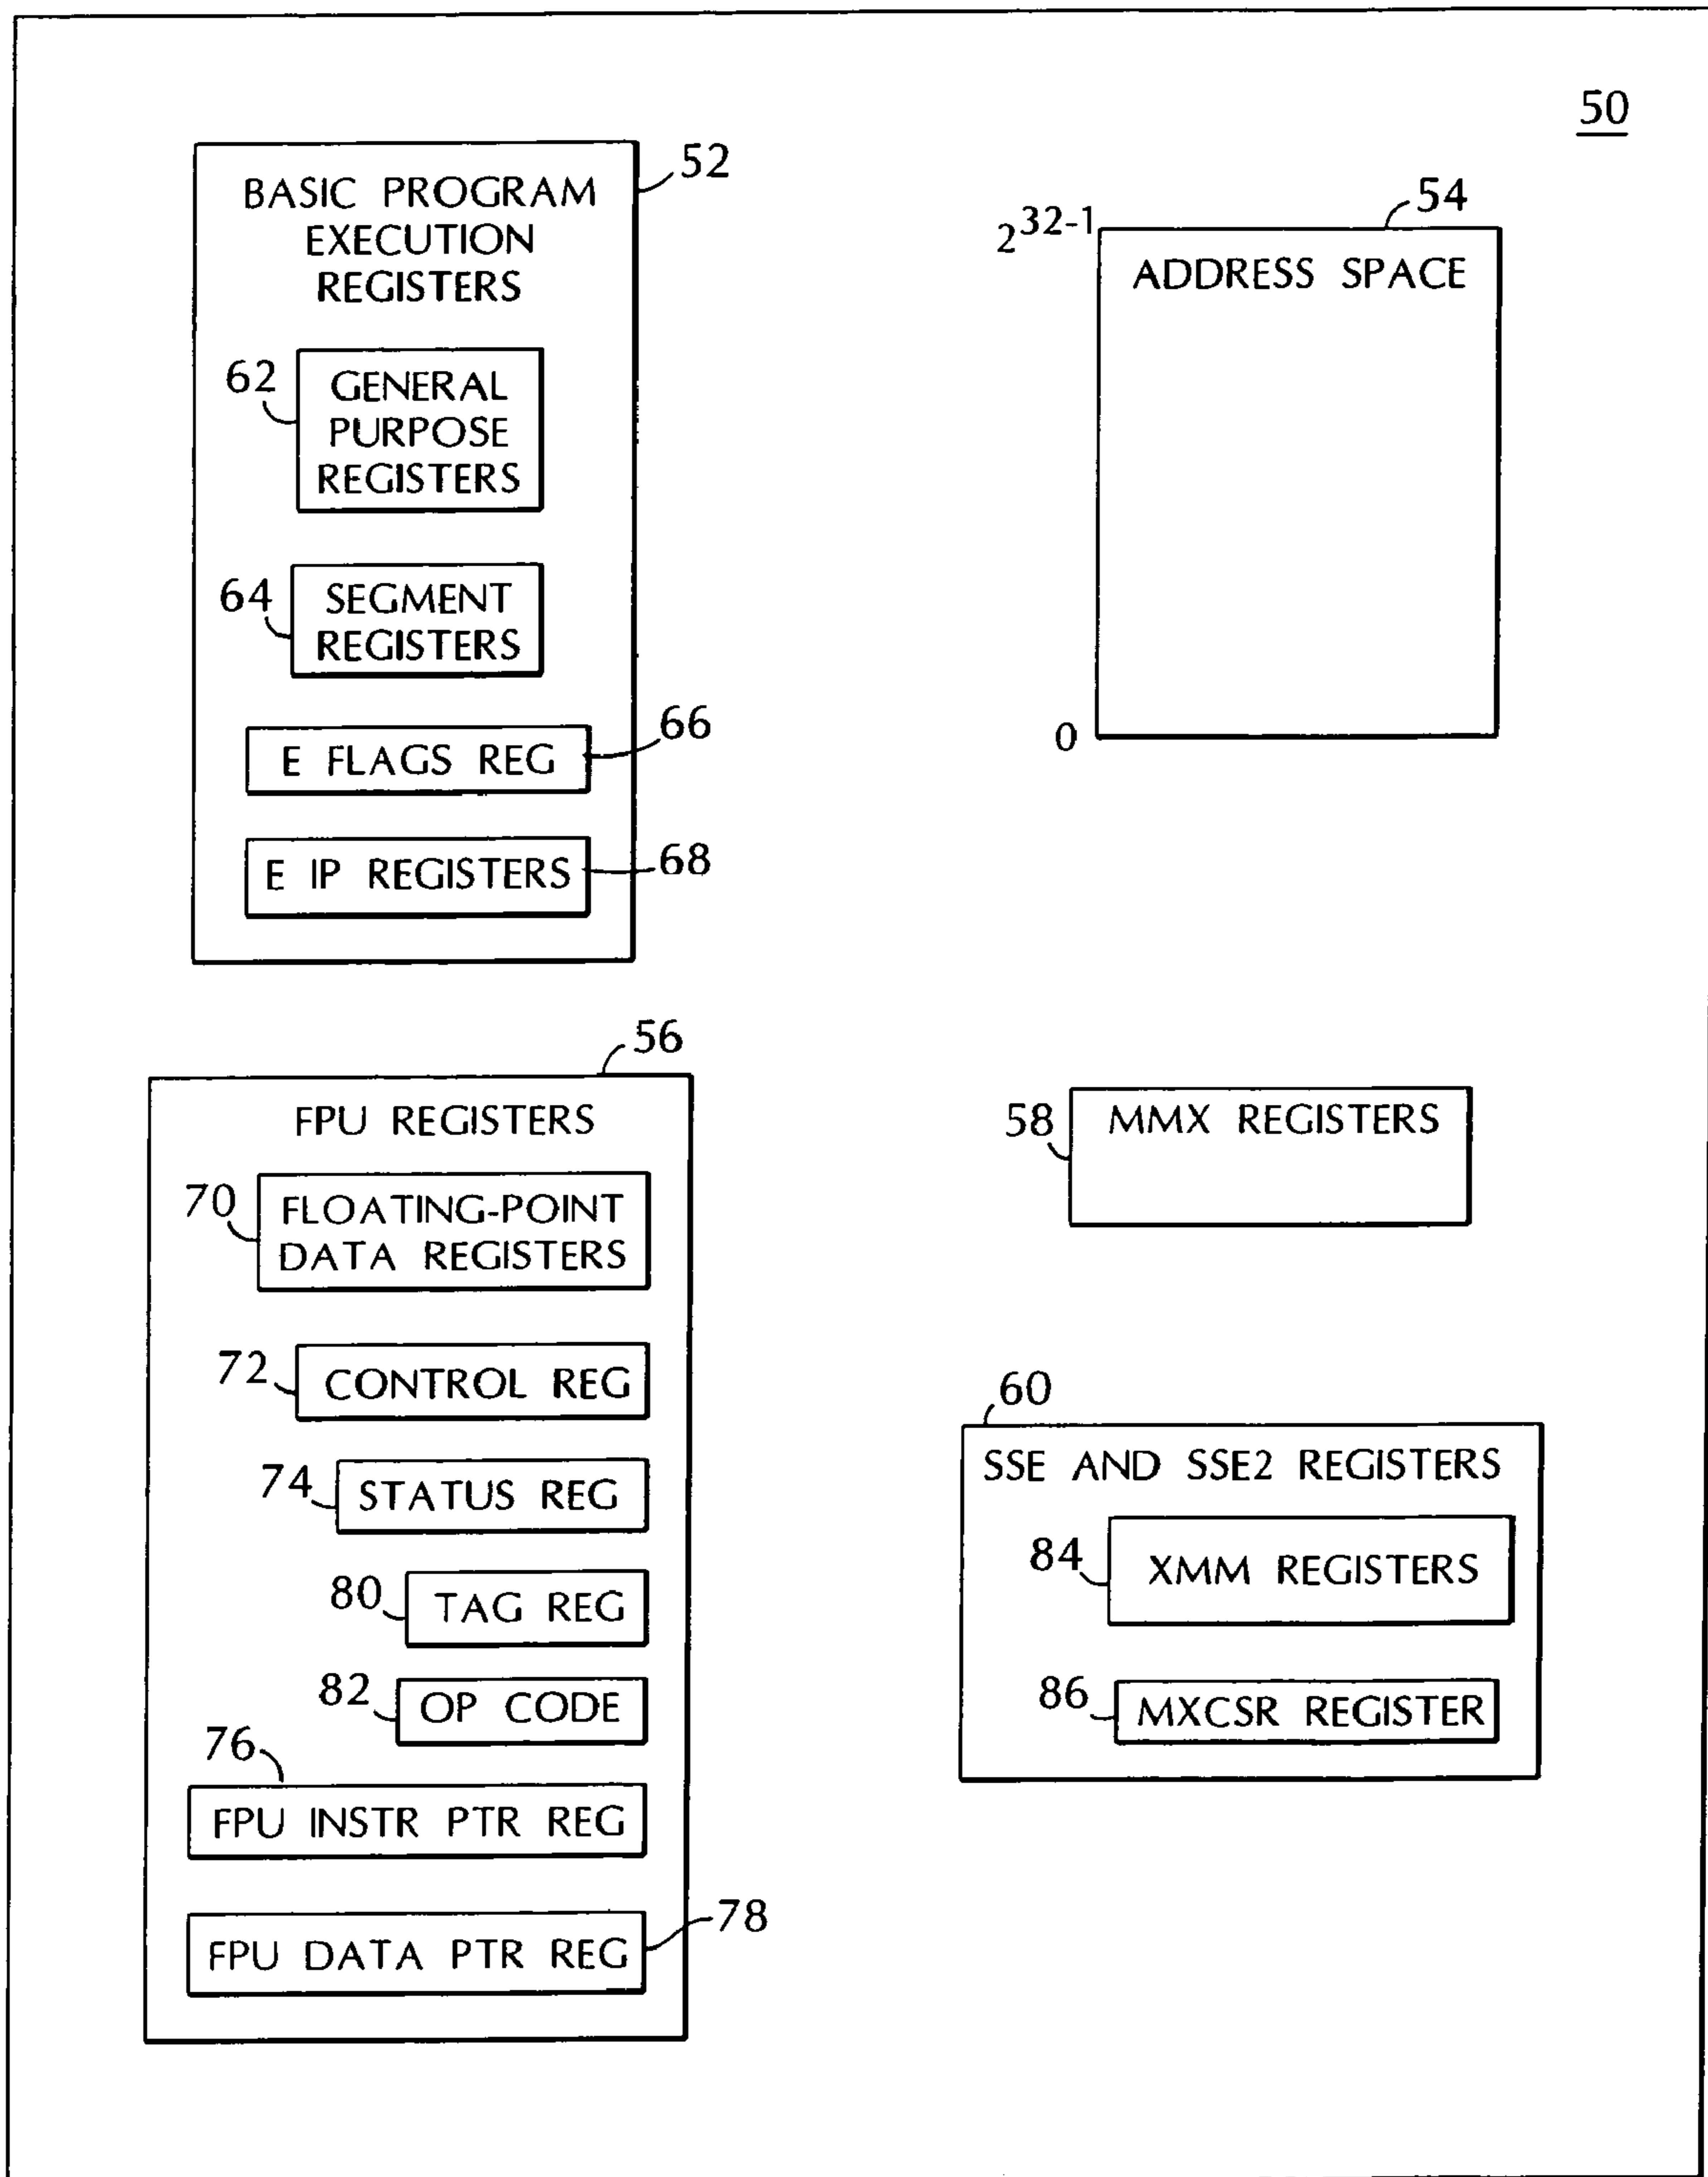 50
52
BASIC PROGRAM
EXECUTION
REGISTERS
62
GENERAL
PURPOSE
REGISTERS
64
SEGMENT
REGISTERS
66
E FLAGS REG
68
E IP REGISTERS
54
2^32-1
ADDRESS SPACE
0
56
FPU REGISTERS
70
FLOATING-POINT
DATA REGISTERS
72
CONTROL REG
74
STATUS REG
80
TAG REG
82
OP CODE
76
FPU INSTR PTR REG
78
FPU DATA PTR REG
58
MMX REGISTERS
60
SSE AND SSE2 REGISTERS
84
XMM REGISTERS
86
MXCSR REGISTER